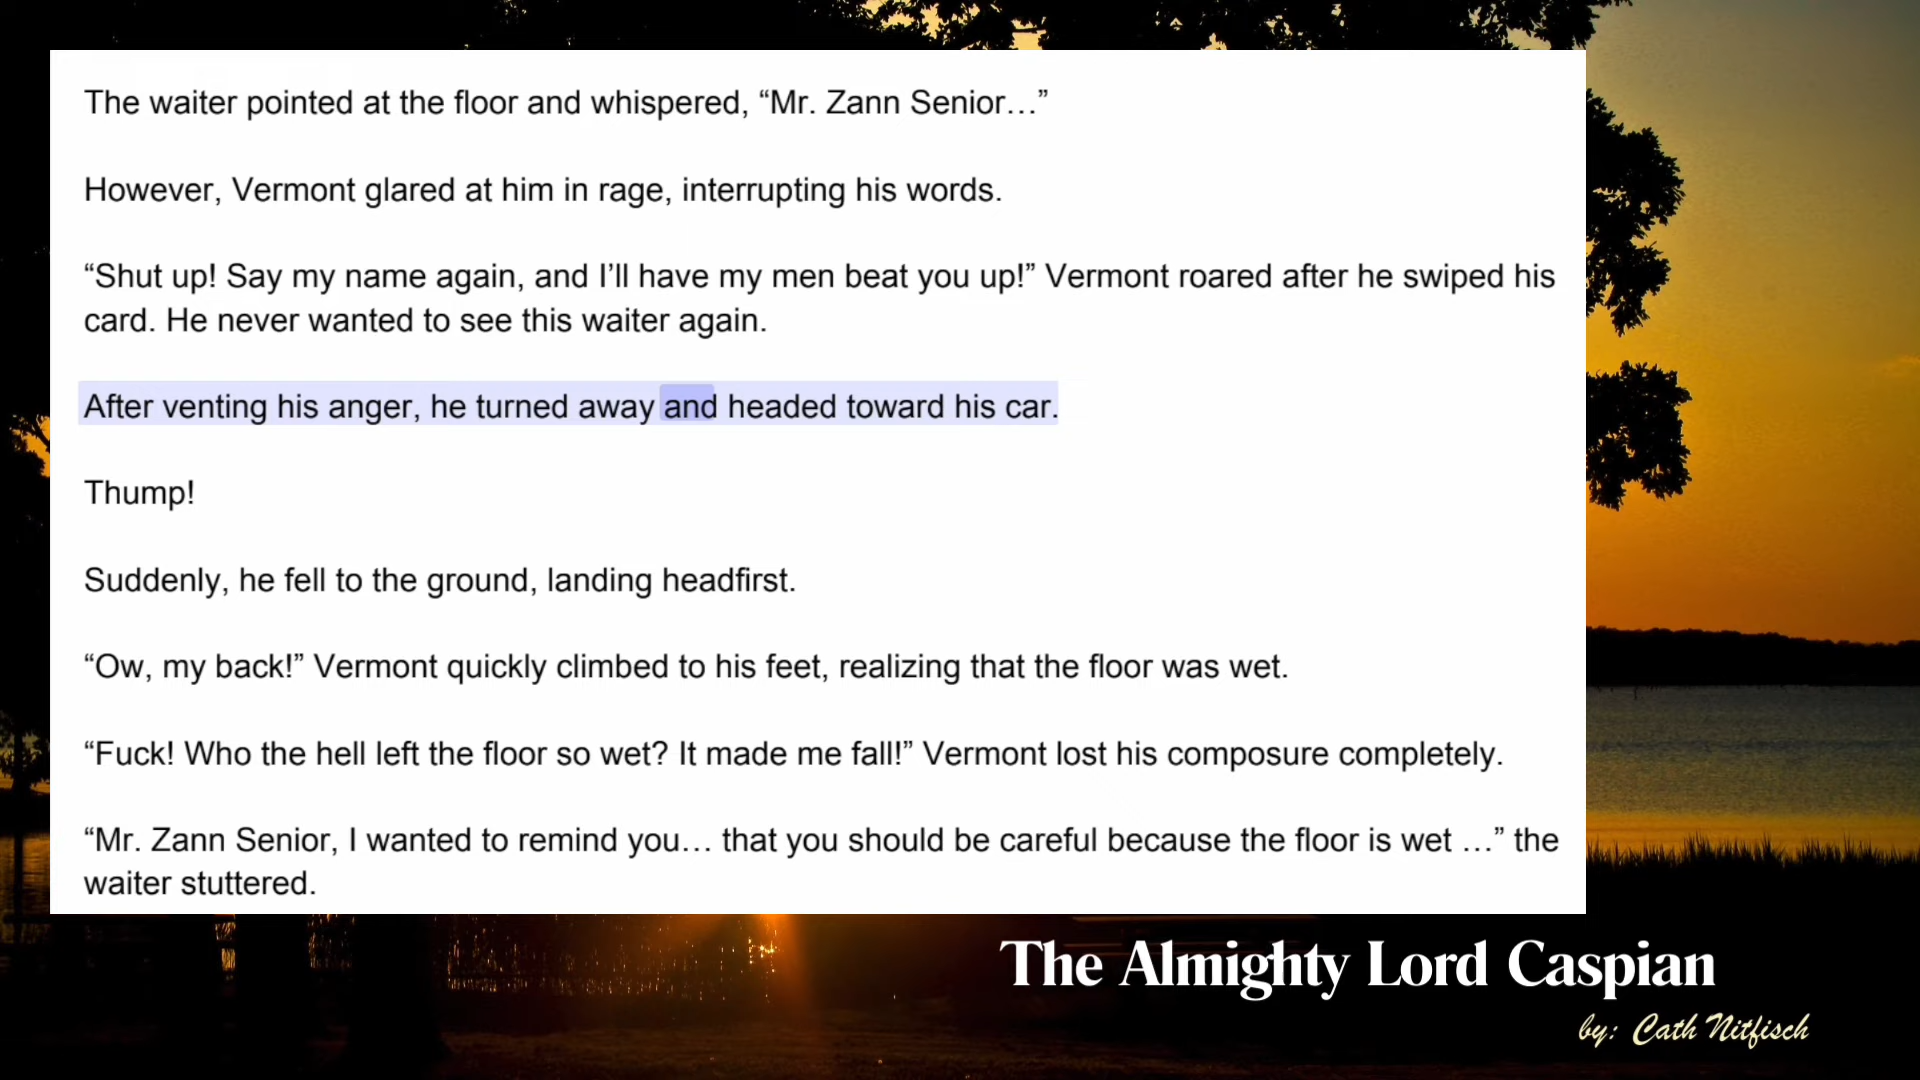 The waiter pointed at the floor and whispered, “Mr. Zann Senior…”
However, Vermont glared at him in rage, interrupting his words.
“Shut up! Say my name again, and I’ll have my men beat you up!” Vermont roared after he swiped his
card. He never wanted to see this waiter again.
After venting his anger, he turned away and headed toward his car.
Thump!
Suddenly, he fell to the ground, landing headfirst.
“Ow, my back!” Vermont quickly climbed to his feet, realizing that the floor was wet.
“Fuck! Who the hell left the floor so wet? It made me fall!” Vermont lost his composure completely.
“Mr. Zann Senior, I wanted to remind you… that you should be careful because the floor is wet …” the
waiter stuttered.
The Almighty Lord Caspian
by: Cath Nitfisch